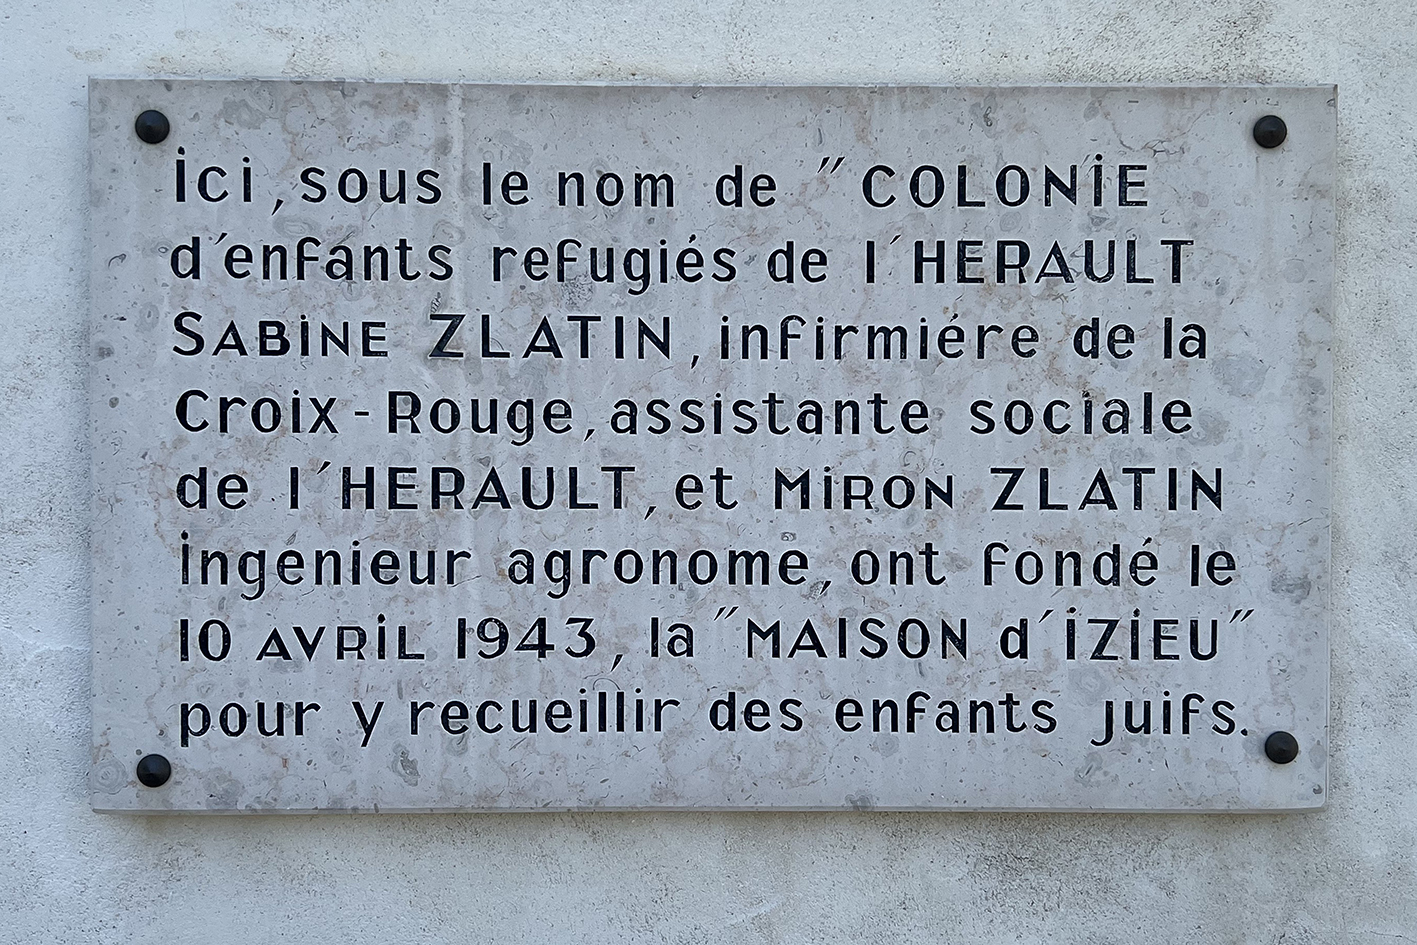 Ici, sous le nom de "COLONIE
d'enfants refugiés de l'HERAULT
SABINE ZLATIN, infirmiére de la
Croix-Rouge, assistante sociale
de l'HERAULT, et MIRON ZLATIN
ingenieur agronome, ont fondé le
10 AVRIL 1943, la "MAISON d'IZIEU"
pour y recueillir des enfants juifs.